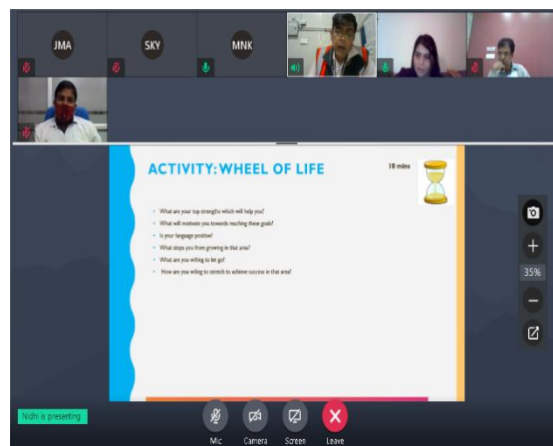 JMA
SKY
MNK
ACTIVITY: WHEEL OF LIFE
18 mins
What are your top strengths which will help you?
What will motivate you towards reaching these goals?
Is your language positive?
What stops you from growing in that area?
What are you willing to let go?
How are you willing to stretch to achieve success in that area?
35%
Nidhi is presenting
Mic
Camera
Screen
Leave